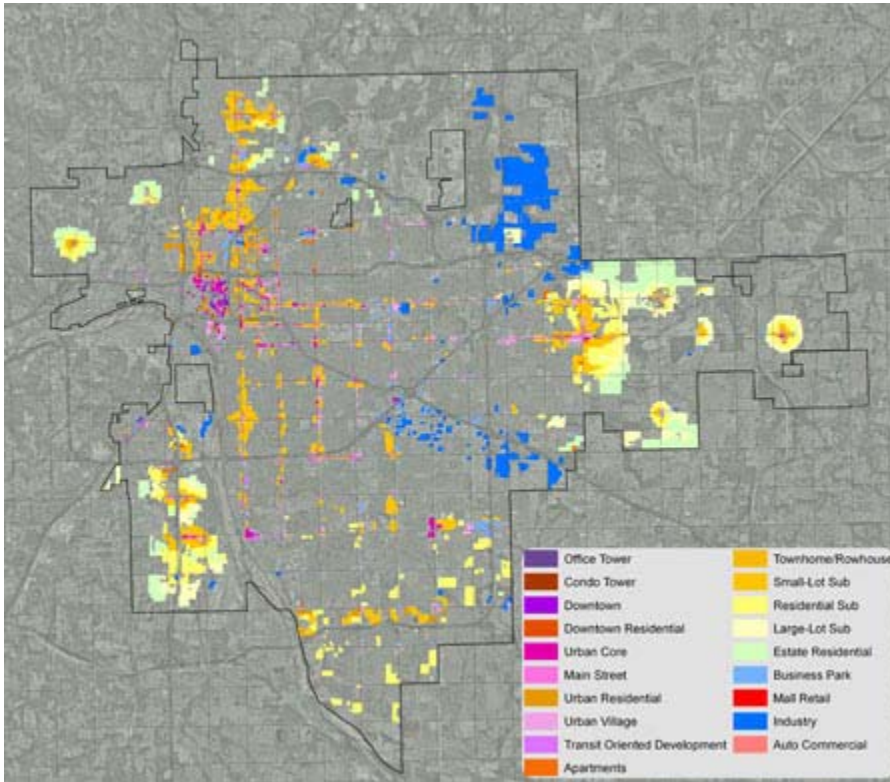 Office Tower
Condo Tower
Downtown
Downtown Residential
Urban Core
Main Street
Urban Residential
Urban Village
Transit Oriented Development
Apartments
Townhome/Rowhouse
Small-Lot Sub
Residential Sub
Large-Lot Sub
Estate Residential
Business Park
Mall Retail
Industry
Auto Commercial